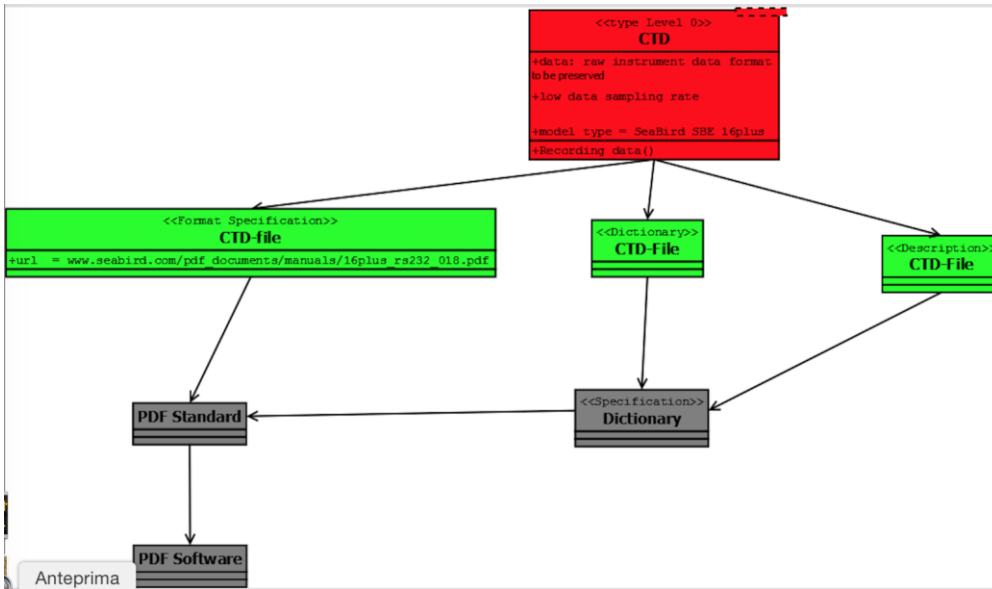 <<type Level 0>>
CTD
+data: raw instrument data format
to be preserved
+low data sampling rate
+model type = SeaBird SBE 16plus
+Recording data()
<<Format Specification>>
CTD-file
+url = www.seabird.com/pdf_documents/manuals/16plus_rs232_018.pdf
<<Dictionary>>
CTD-File
<<Description>>
CTD-File
PDF Standard
<<Specification>>
Dictionary
PDF Software
Anteprima